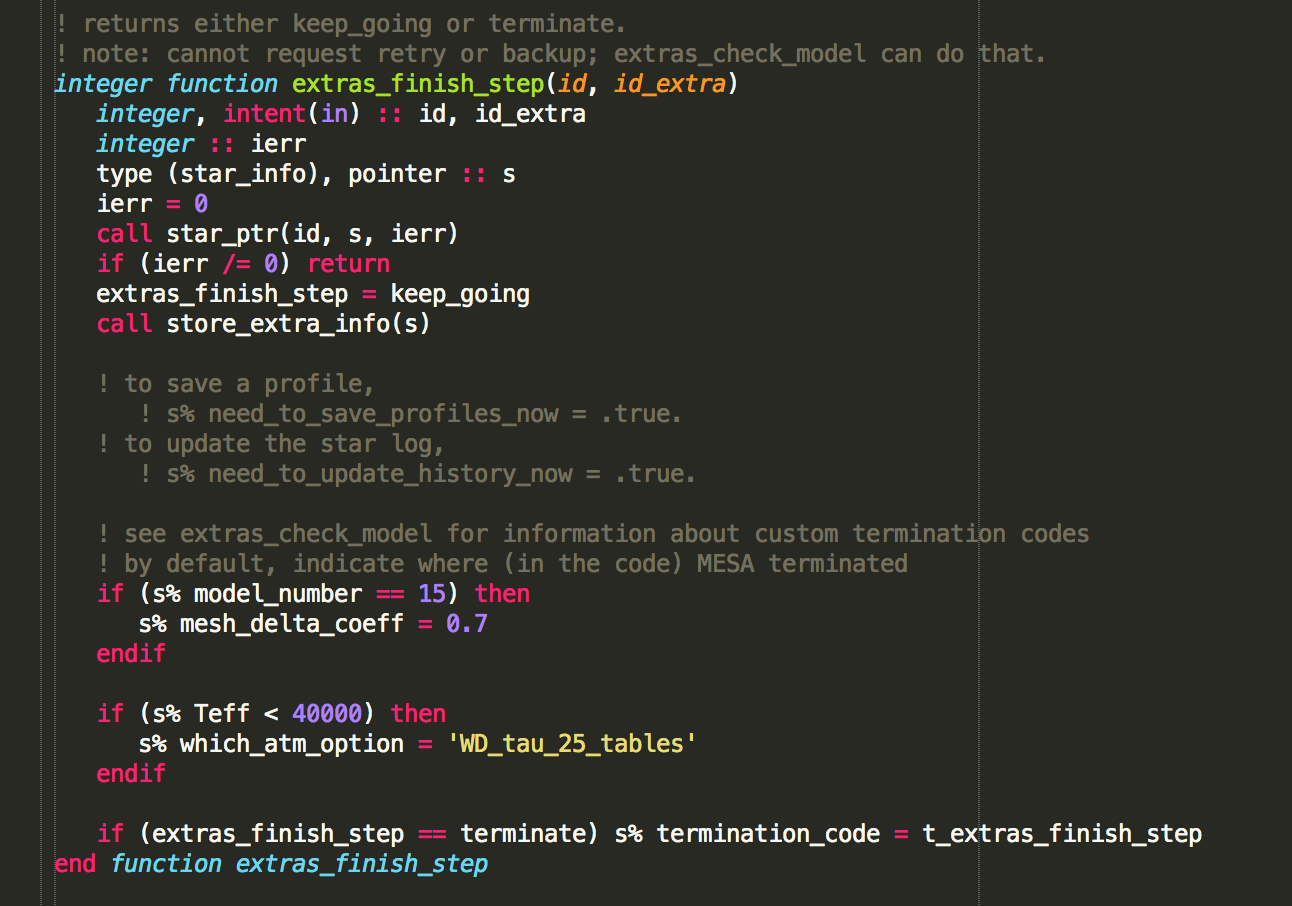 ! returns either keep_going or terminate.
! note: cannot request retry or backup; extras_check_model can do that.
integer function extras_finish_step(id, id_extra)
integer, intent(in) :: id, id_extra
integer :: ierr
type (star_info), pointer :: s
ierr = 0
call star_ptr(id, s, ierr)
if (ierr /= 0) return
extras_finish_step = keep_going
call store_extra_info(s)
! to save a profile,
! s% need_to_save_profiles_now = .true.
! to update the star log,
! s% need_to_update_history_now = .true.
! see extras_check_model for information about custom termination codes
! by default, indicate where (in the code) MESA terminated
if (s% model_number == 15) then
s% mesh_delta_coeff = 0.7
endif
if (s% Teff < 40000) then
s% which_atm_option = 'WD_tau_25_tables'
endif
if (extras_finish_step == terminate) s% termination_code = t_extras_finish_step
end function extras_finish_step